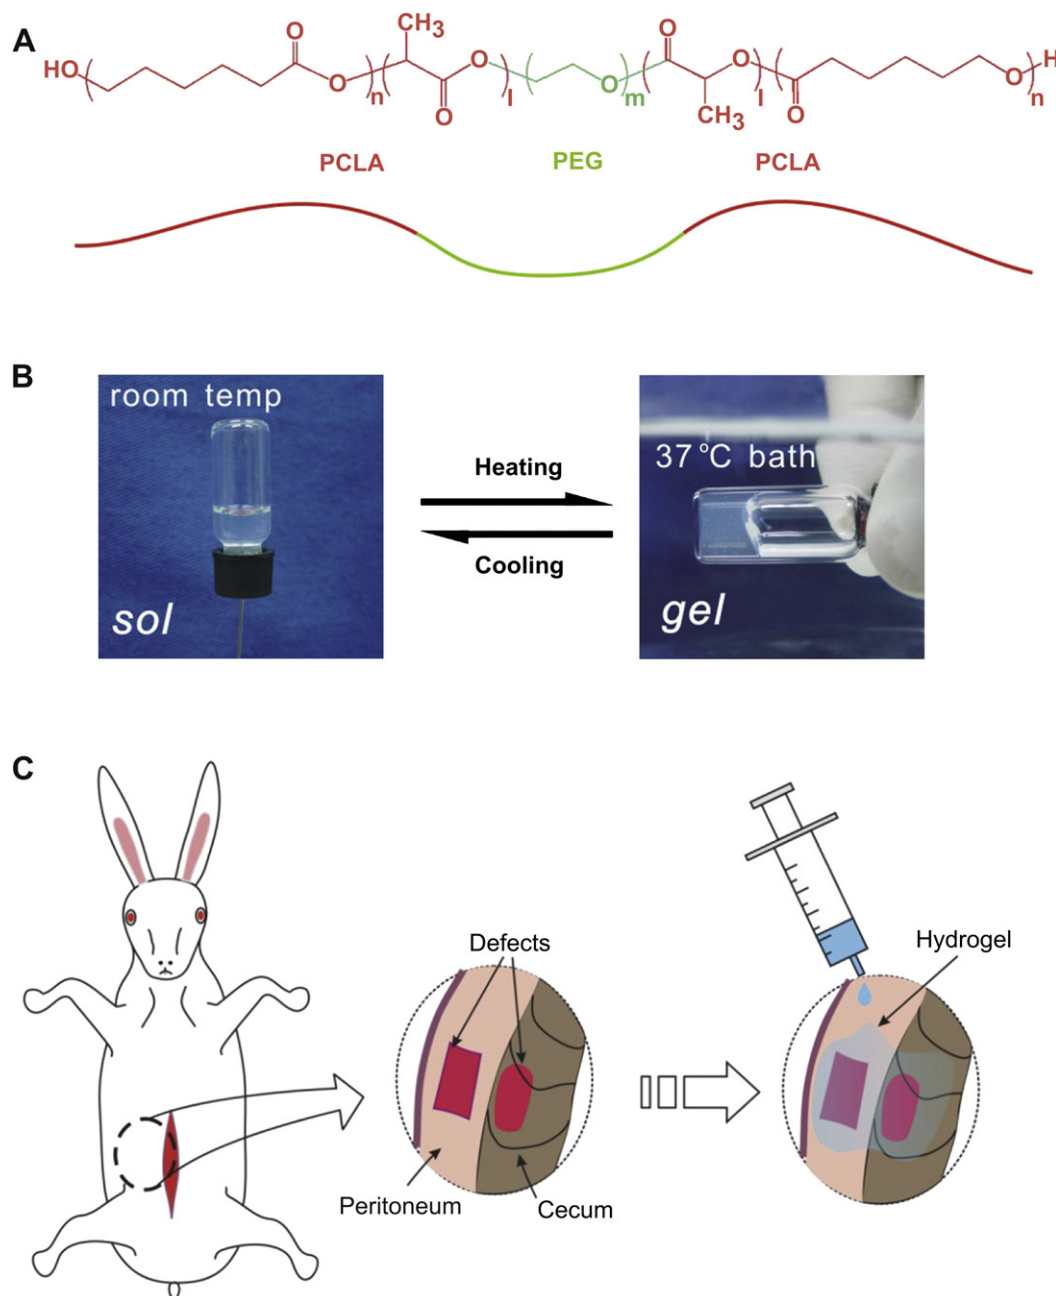 A
HO
O
O
n
CH3
O
O
l
O
m
O
O
CH3
l
O
O
H
n
PCLA
PEG
PCLA
B
room temp
sol
Heating
Cooling
37 °C bath
gel
C
Defects
Peritoneum
Cecum
Hydrogel